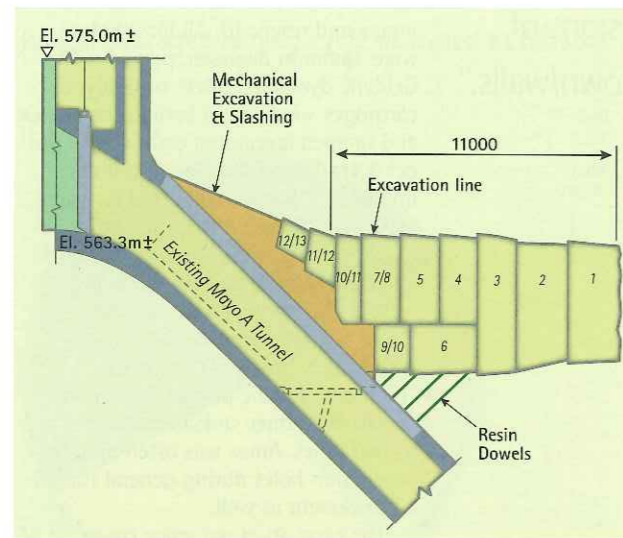 El. 575.0m±
Mechanical
Excavation
& Slashing
11000
Excavation line
El. 563.3m±
12/13
11/12
10/11
7/8
5
4
3
2
1
Existing Mayo A Tunnel
9/10
6
Resin
Dowels